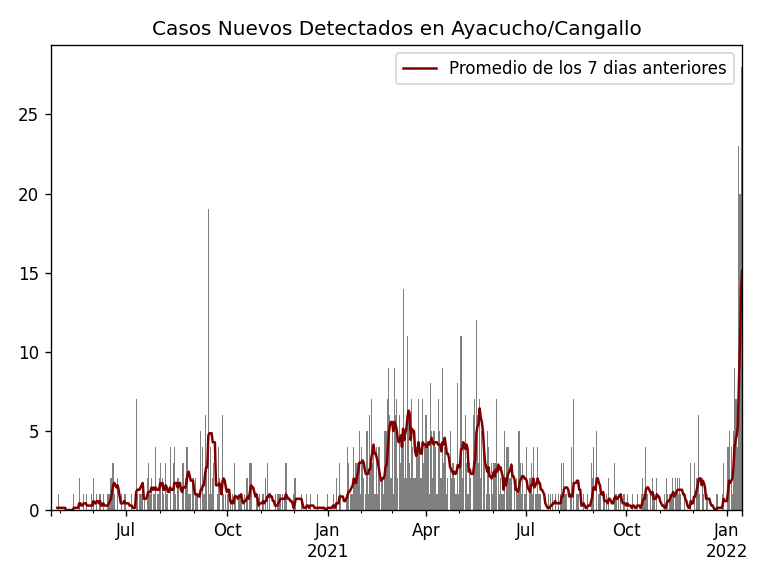 Casos Nuevos Detectados en Ayacucho/Cangallo
Promedio de los 7 dias anteriores
25
20
15
10
5
0
Jul
Oct
Jan
2021
Apr
Jul
Oct
Jan
2022